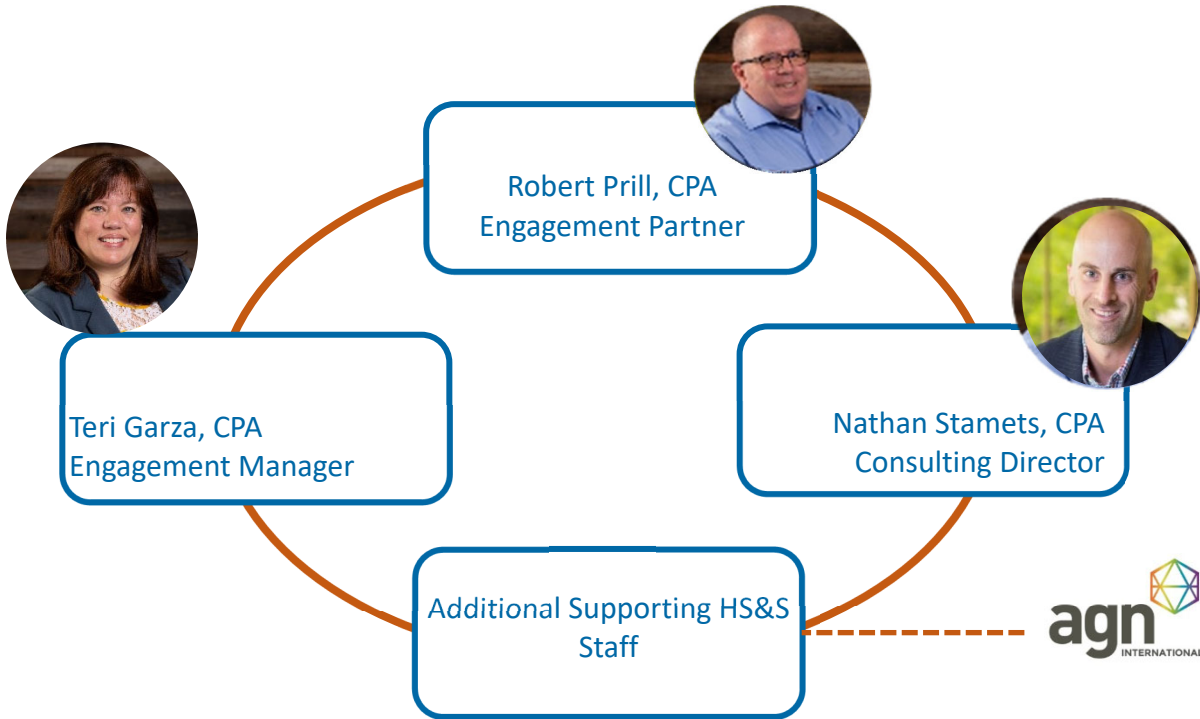 Robert Prill, CPA
Engagement Partner
Teri Garza, CPA
Engagement Manager
Nathan Stamets, CPA
Consulting Director
Additional Supporting HS&S
Staff
agn
INTERNATIONAL